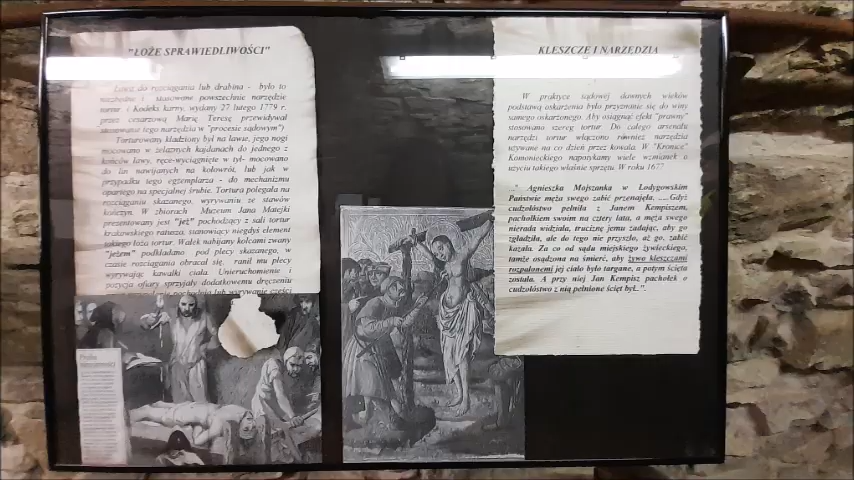 "ŁOŻE SPRAWIEDLIWOŚCI"
Łoże do rozciągania lub drabina - było to
niezbędne i stosowane powszechnie narzędzie
tortur i Kodeks karny, wydany 27 lutego 1779 r.
przez cesarzową Marię Teresę przewidywał
tego narzędzia w "procesie sądowym")
Torturowany kładziony był na ławie, jego nogi
mocowano w żelaznych kajdanach do jednego z
końców ławy, ręce-wyciągnięte w tył- mocowano
do lin nawijanych na kołowrót, lub jak w
przypadku tego egzemplarza - do mechanizmu
opartego na specjalnej śrubie. Tortura polegała na
rozciąganiu skazanego, wyrywaniu ze stawów
kończyn. W zbiorach Muzeum Jana Matejki
prezentowany jest "jeż" pochodzący z sali tortur
krakowskiego ratusza, stanowiący niegdyś element
takiego łoża tortur. Wałek nabijany kolcami zwany
"jeżem" podkładano pod plecy skazanego, w
czasie rozciągania obracał się, ranił mu plecy
wyrywając kawałki ciała. Unieruchomienie i
pozycja ofiary sprzyjały dodatkowemu dręczeniu
lub wyrywanie części
KLESZCZE I NARZĘDZIA
W praktyce sądowej dawnych wieków
podstawą oskarżenia było przyznanie się do winy
samego oskarżonego. Aby osiągnąć efekt "prawny"
stosowano szereg tortur. Do całego arsenału
narzędzi tortur włączono również narzędzia
używane na co dzień przez kowala. W "Kronice"
Komonieckiego napotykamy wiele wzmianek o
użyciu takiego właśnie sprzętu. W roku 1677
".. Agnieszka Mojszanka w Łodygowskim
Państwie męża swego zabić przenajęła, .....Gdyż
cudzołóstwo pełniła z Janem Kempiszem,
pachołkiem swoim na cztery lata, a męża swego
nierada widziała, truciznę jemu zadając, aby go
zgładziła, ale do tego nie przyszło, aż go. zabić
kazała. Za co od sądu miejskiego żywieckiego,
tamże osądzona na śmierć, aby żywo kleszczami
rozpalonemi jej ciało było targane, a potym ścięta
została. A przy niej Jan Kempisz pachołek o
cudzołóstwo z nią pełnione ścięt był..".